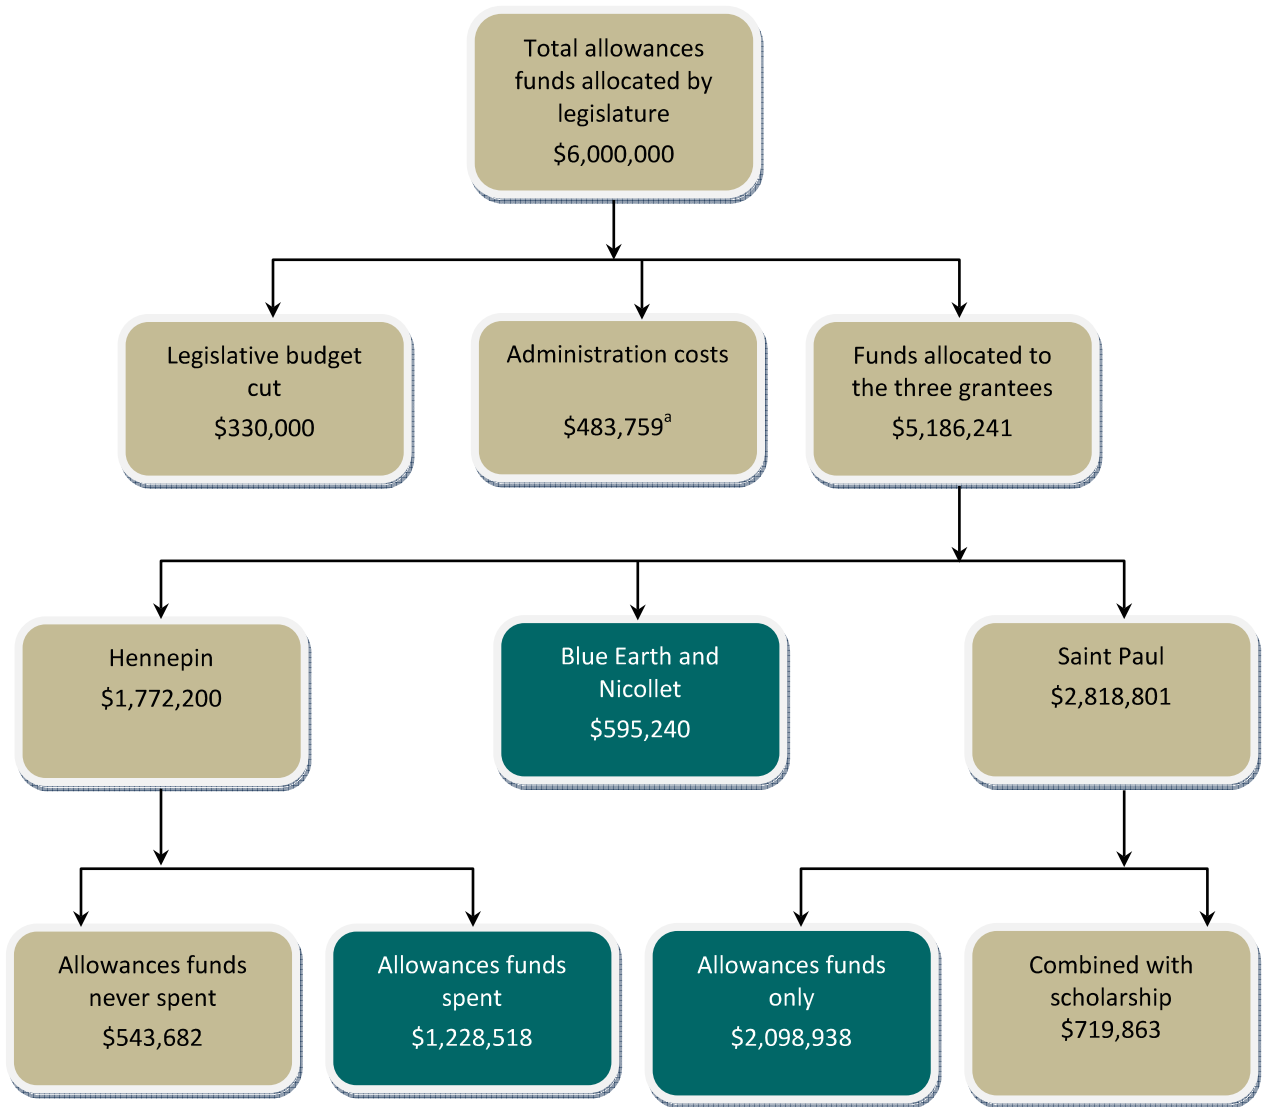 Total allowances
funds allocated by
legislature
$6,000,000
Legislative budget
cut
$330,000
Administration costs
$483,759a
Funds allocated to
the three grantees
$5,186,241
Hennepin
$1,772,200
Blue Earth and
Nicollet
$595,240
Saint Paul
$2,818,801
Allowances funds
never spent
$543,682
Allowances funds
spent
$1,228,518
Allowances funds
only
$2,098,938
Combined with
scholarship
$719,863